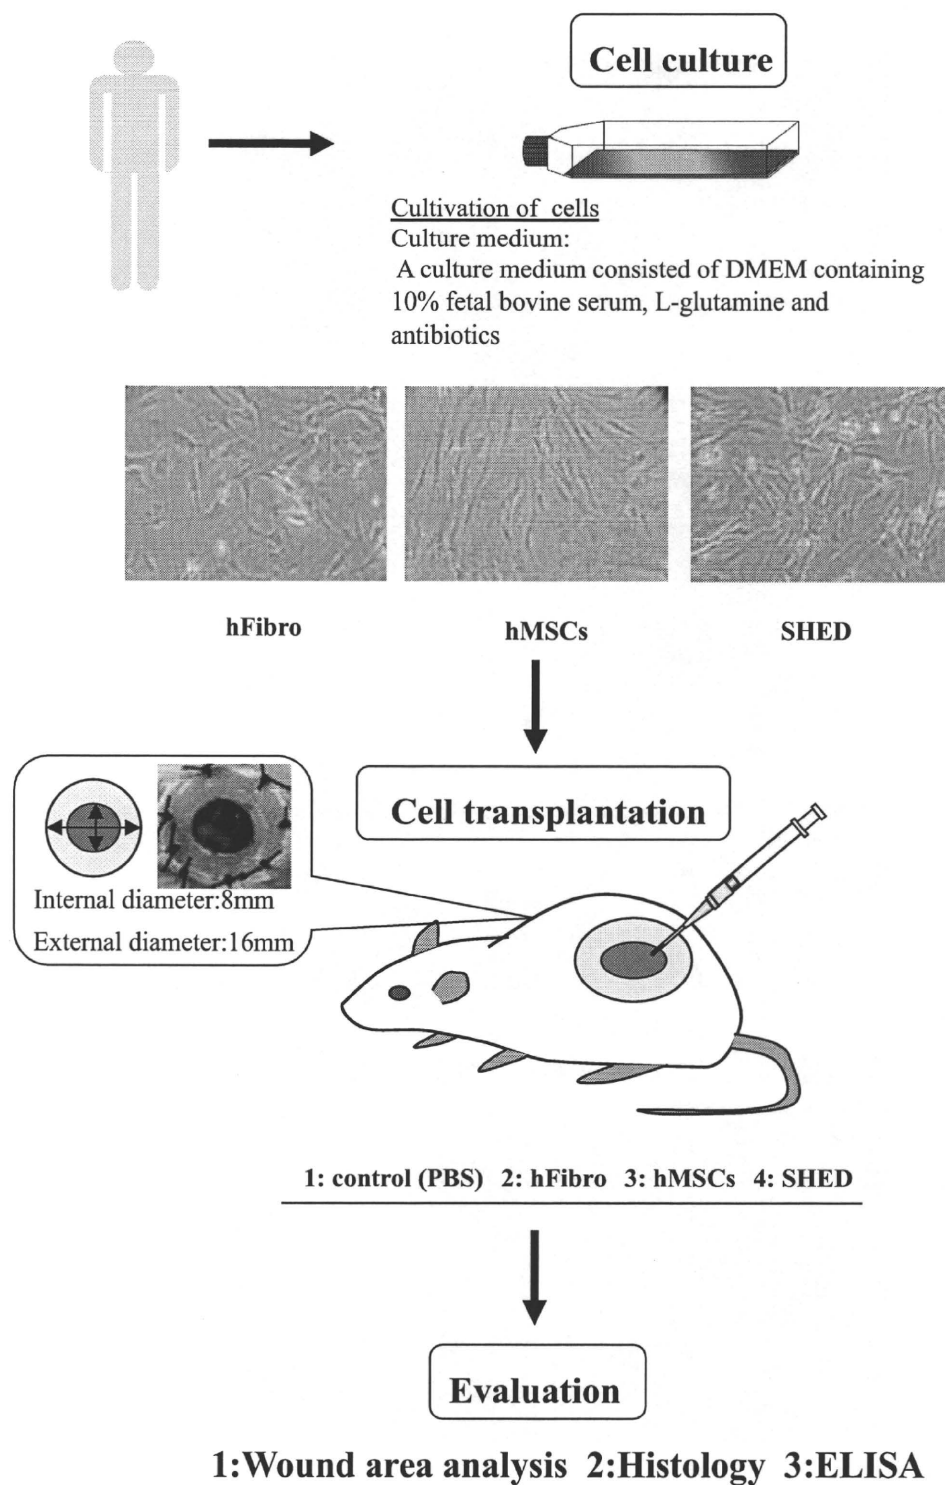 Cell culture
Cultivation of cells
Culture medium:
A culture medium consisted of DMEM containing
10% fetal bovine serum, L-glutamine and
antibiotics
hFibro hMSCs SHED
Cell transplantation
Internal diameter:8mm
External diameter:16mm
1: control (PBS) 2: hFibro 3: hMSCs 4: SHED
Evaluation
1:Wound area analysis 2:Histology 3:ELISA